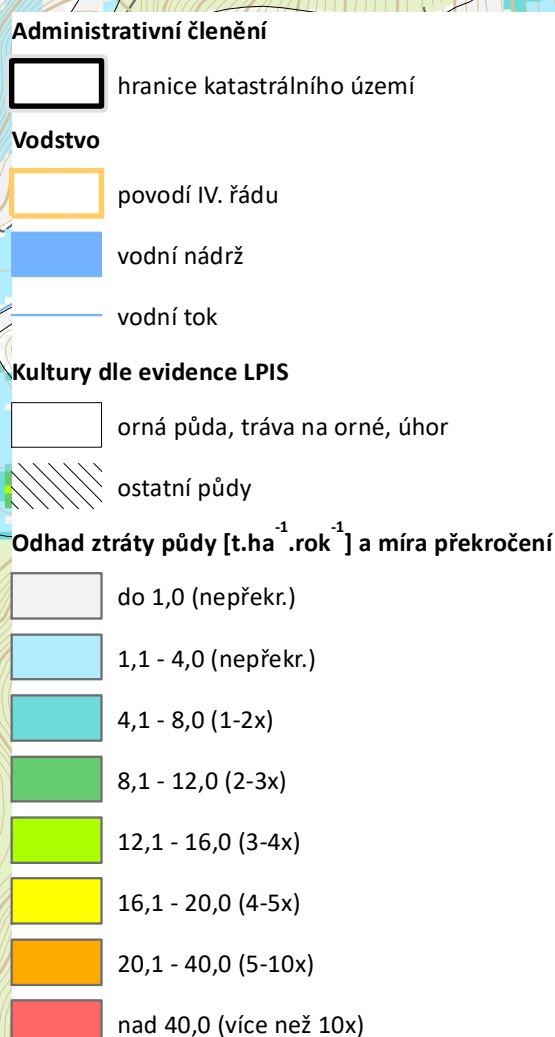 Administrativní členění
hranice katastrálního území
Vodstvo
povodí IV. řádu
vodní nádrž
vodní tok
Kultury dle evidence LPIS
orná půda, tráva na orné, úhor
ostatní půdy
Odhad ztráty půdy [t.ha⁻¹.rok⁻¹] a míra překročení
do 1,0 (nepřekr.)
1,1 - 4,0 (nepřekr.)
4,1 - 8,0 (1-2x)
8,1 - 12,0 (2-3x)
12,1 - 16,0 (3-4x)
16,1 - 20,0 (4-5x)
20,1 - 40,0 (5-10x)
nad 40,0 (více než 10x)